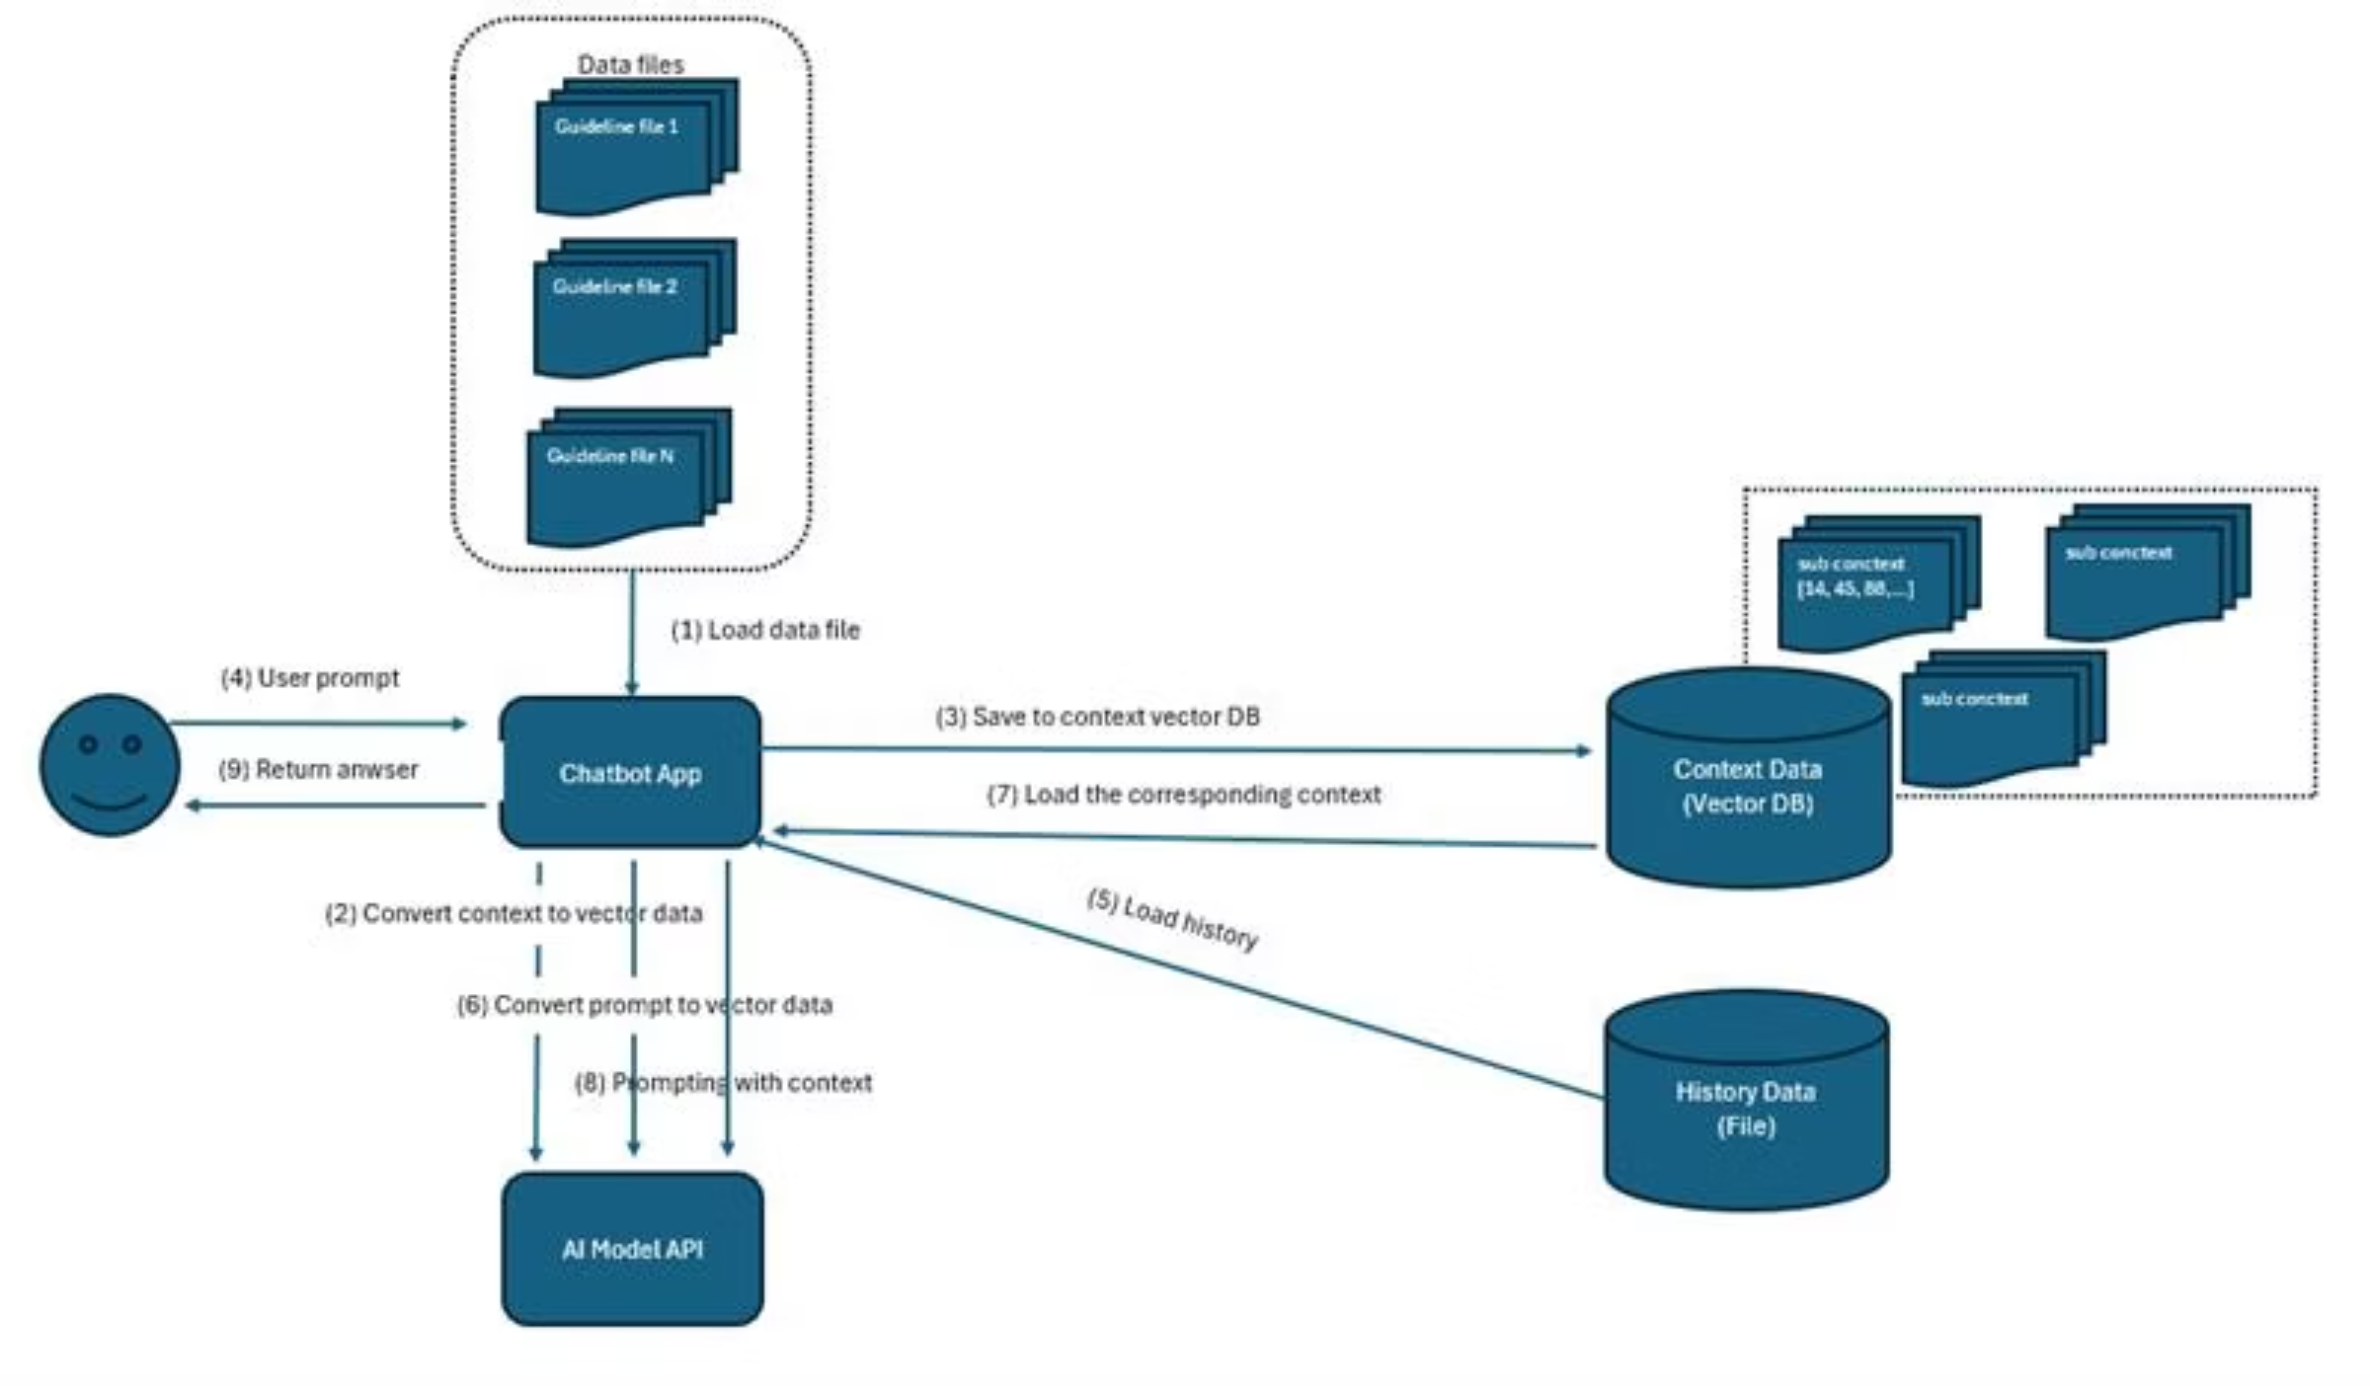 Data files
Guideline file 1
Guideline file 2
Guideline file N
(1) Load data file
sub conctext
[14, 45, 88,...]
sub conctext
sub conctext
(4) User prompt
(9) Return anwser
Chatbot App
(3) Save to context vector DB
(7) Load the corresponding context
Context Data
(Vector DB)
(5) Load history
(2) Convert context to vector data
(6) Convert prompt to vector data
(8) Prompting with context
History Data
(File)
AI Model API